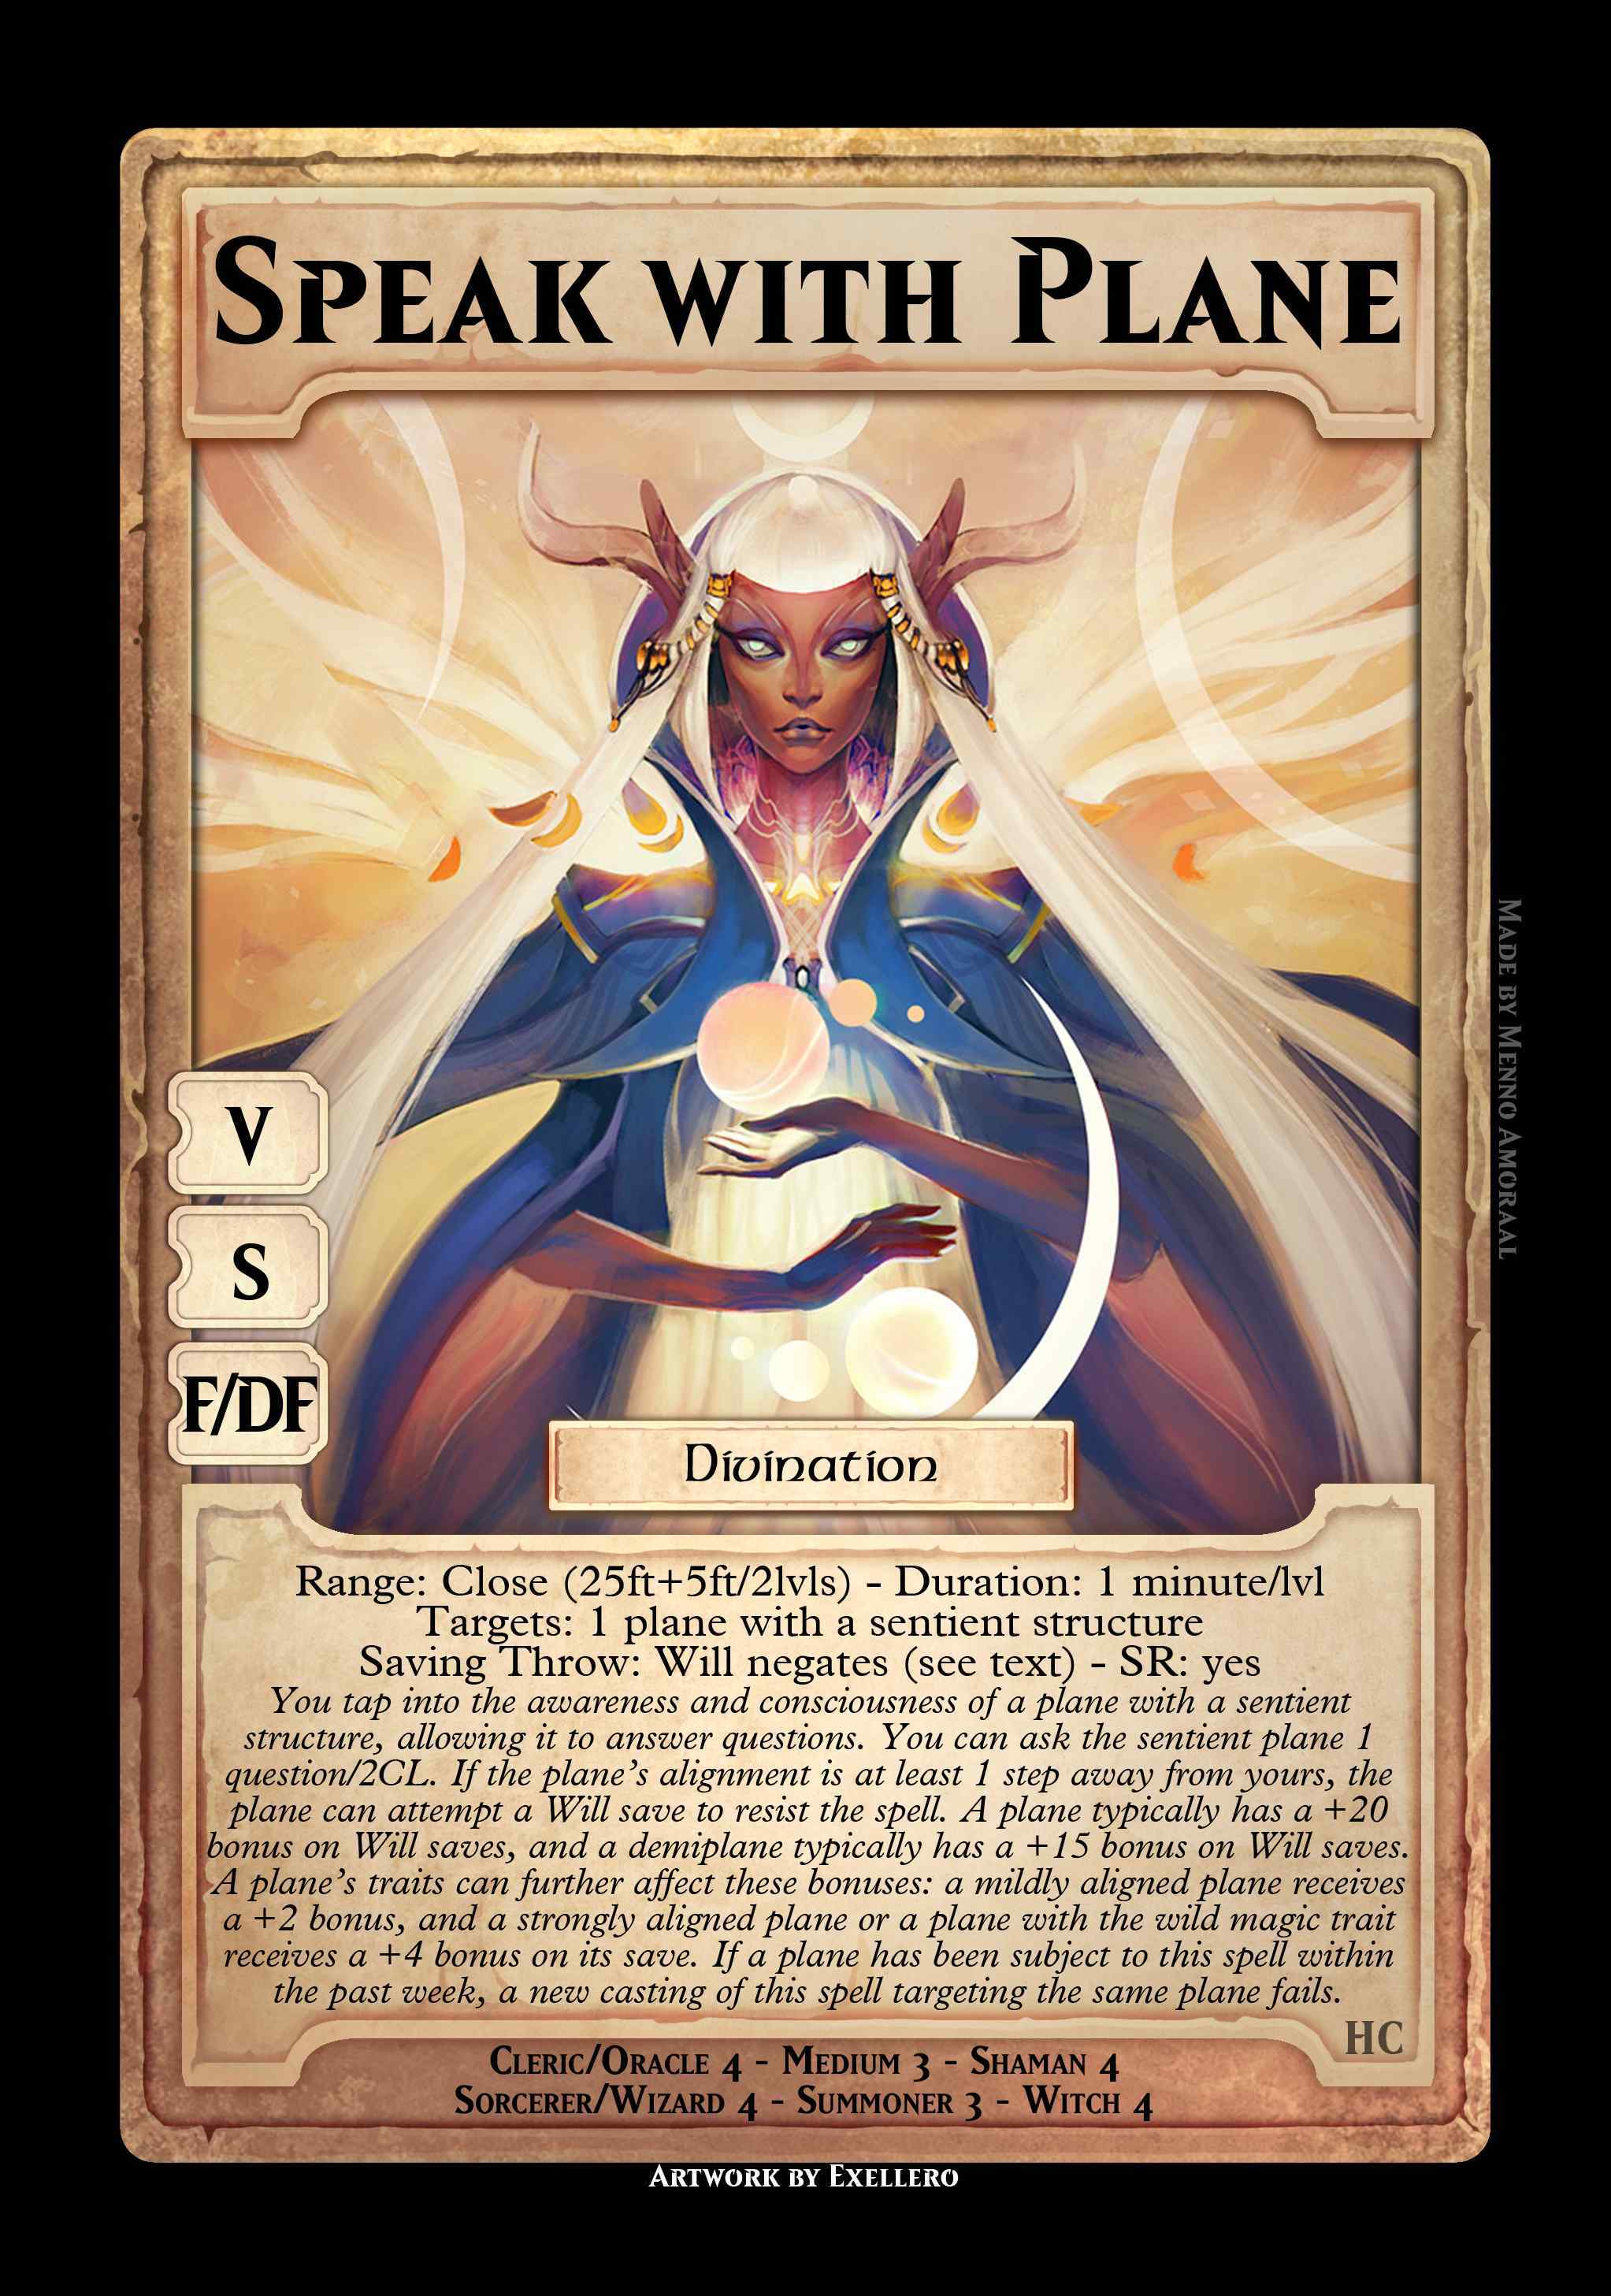 Speak with Plane
V
S
F/DF
Divination
Range: Close (25ft+5ft/2lvls) - Duration: 1 minute/lvl
Targets: 1 plane with a sentient structure
Saving Throw: Will negates (see text) - SR: yes
You tap into the awareness and consciousness of a plane with a sentient
structure, allowing it to answer questions. You can ask the sentient plane 1
question/2CL. If the plane's alignment is at least 1 step away from yours, the
plane can attempt a Will save to resist the spell. A plane typically has a +20
bonus on Will saves, and a demiplane typically has a +15 bonus on Will saves.
A plane's traits can further affect these bonuses: a mildly aligned plane receives
a +2 bonus, and a strongly aligned plane or a plane with the wild magic trait
receives a +4 bonus on its save. If a plane has been subject to this spell within
the past week, a new casting of this spell targeting the same plane fails.
HC
Cleric/Oracle 4 - Medium 3 - Shaman 4
Sorcerer/Wizard 4 - Summoner 3 - Witch 4
Artwork by Exellero
Made by Menno Amoraal